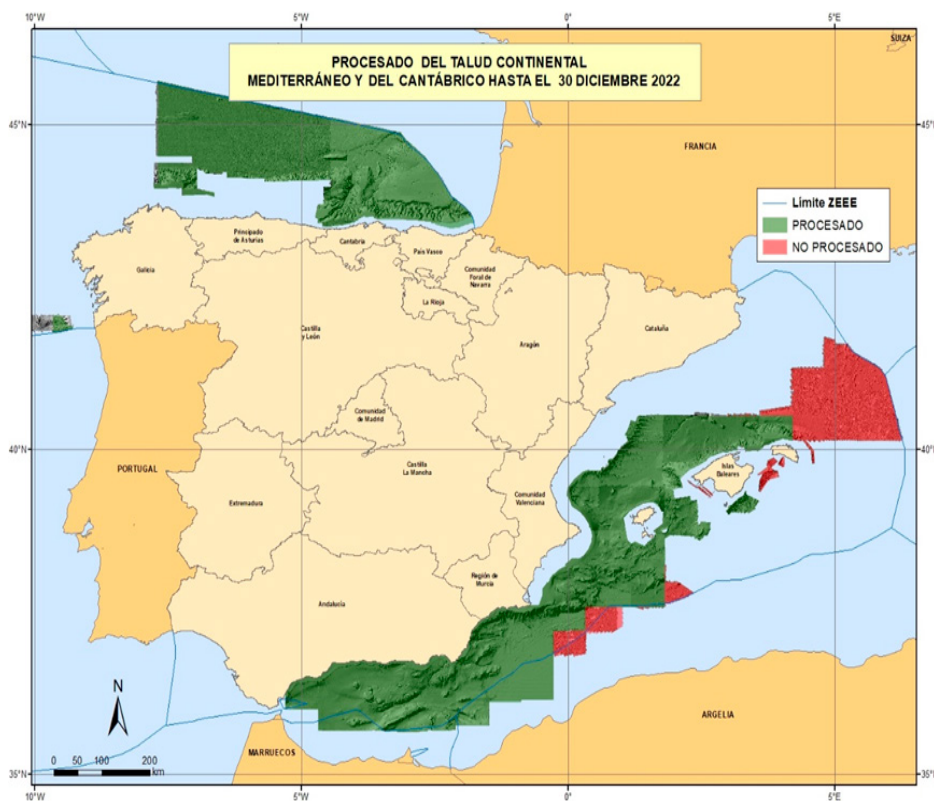 10°W
5°W
0°
5°E
SUIZA
PROCESADO DEL TALUD CONTINENTAL
MEDITERRÁNEO Y DEL CANTÁBRICO HASTA EL 30 DICIEMBRE 2022
45°N
45°N
FRANCIA
Límite ZEEE
PROCESADO
NO PROCESADO
Principado
de Asturias
Cantabria
País Vasco
Galicia
Comunidad
Foral de
Navarra
La Rioja
Castilla
y León
Aragón
Cataluña
Comunidad
de Madrid
40°N
40°N
PORTUGAL
Castilla
La Mancha
Islas
Baleares
Extremadura
Comunidad
Valenciana
Región de
Murcia
Andalucía
N
ARGELIA
MARRUECOS
0 50 100 200
km
35°N
35°N
10°W
5°W
0°
5°E